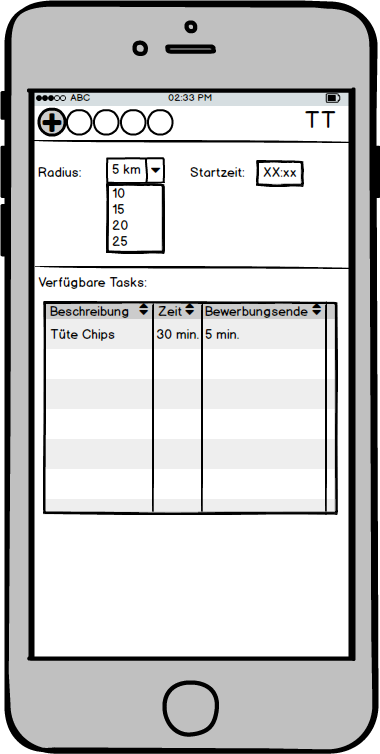 ABC 02:33 PM
TT
Radius: 5 km Startzeit: XX:xx
10
15
20
25
Verfügbare Tasks:
Beschreibung Zeit Bewerbungsende
Tüte Chips 30 min. 5 min.